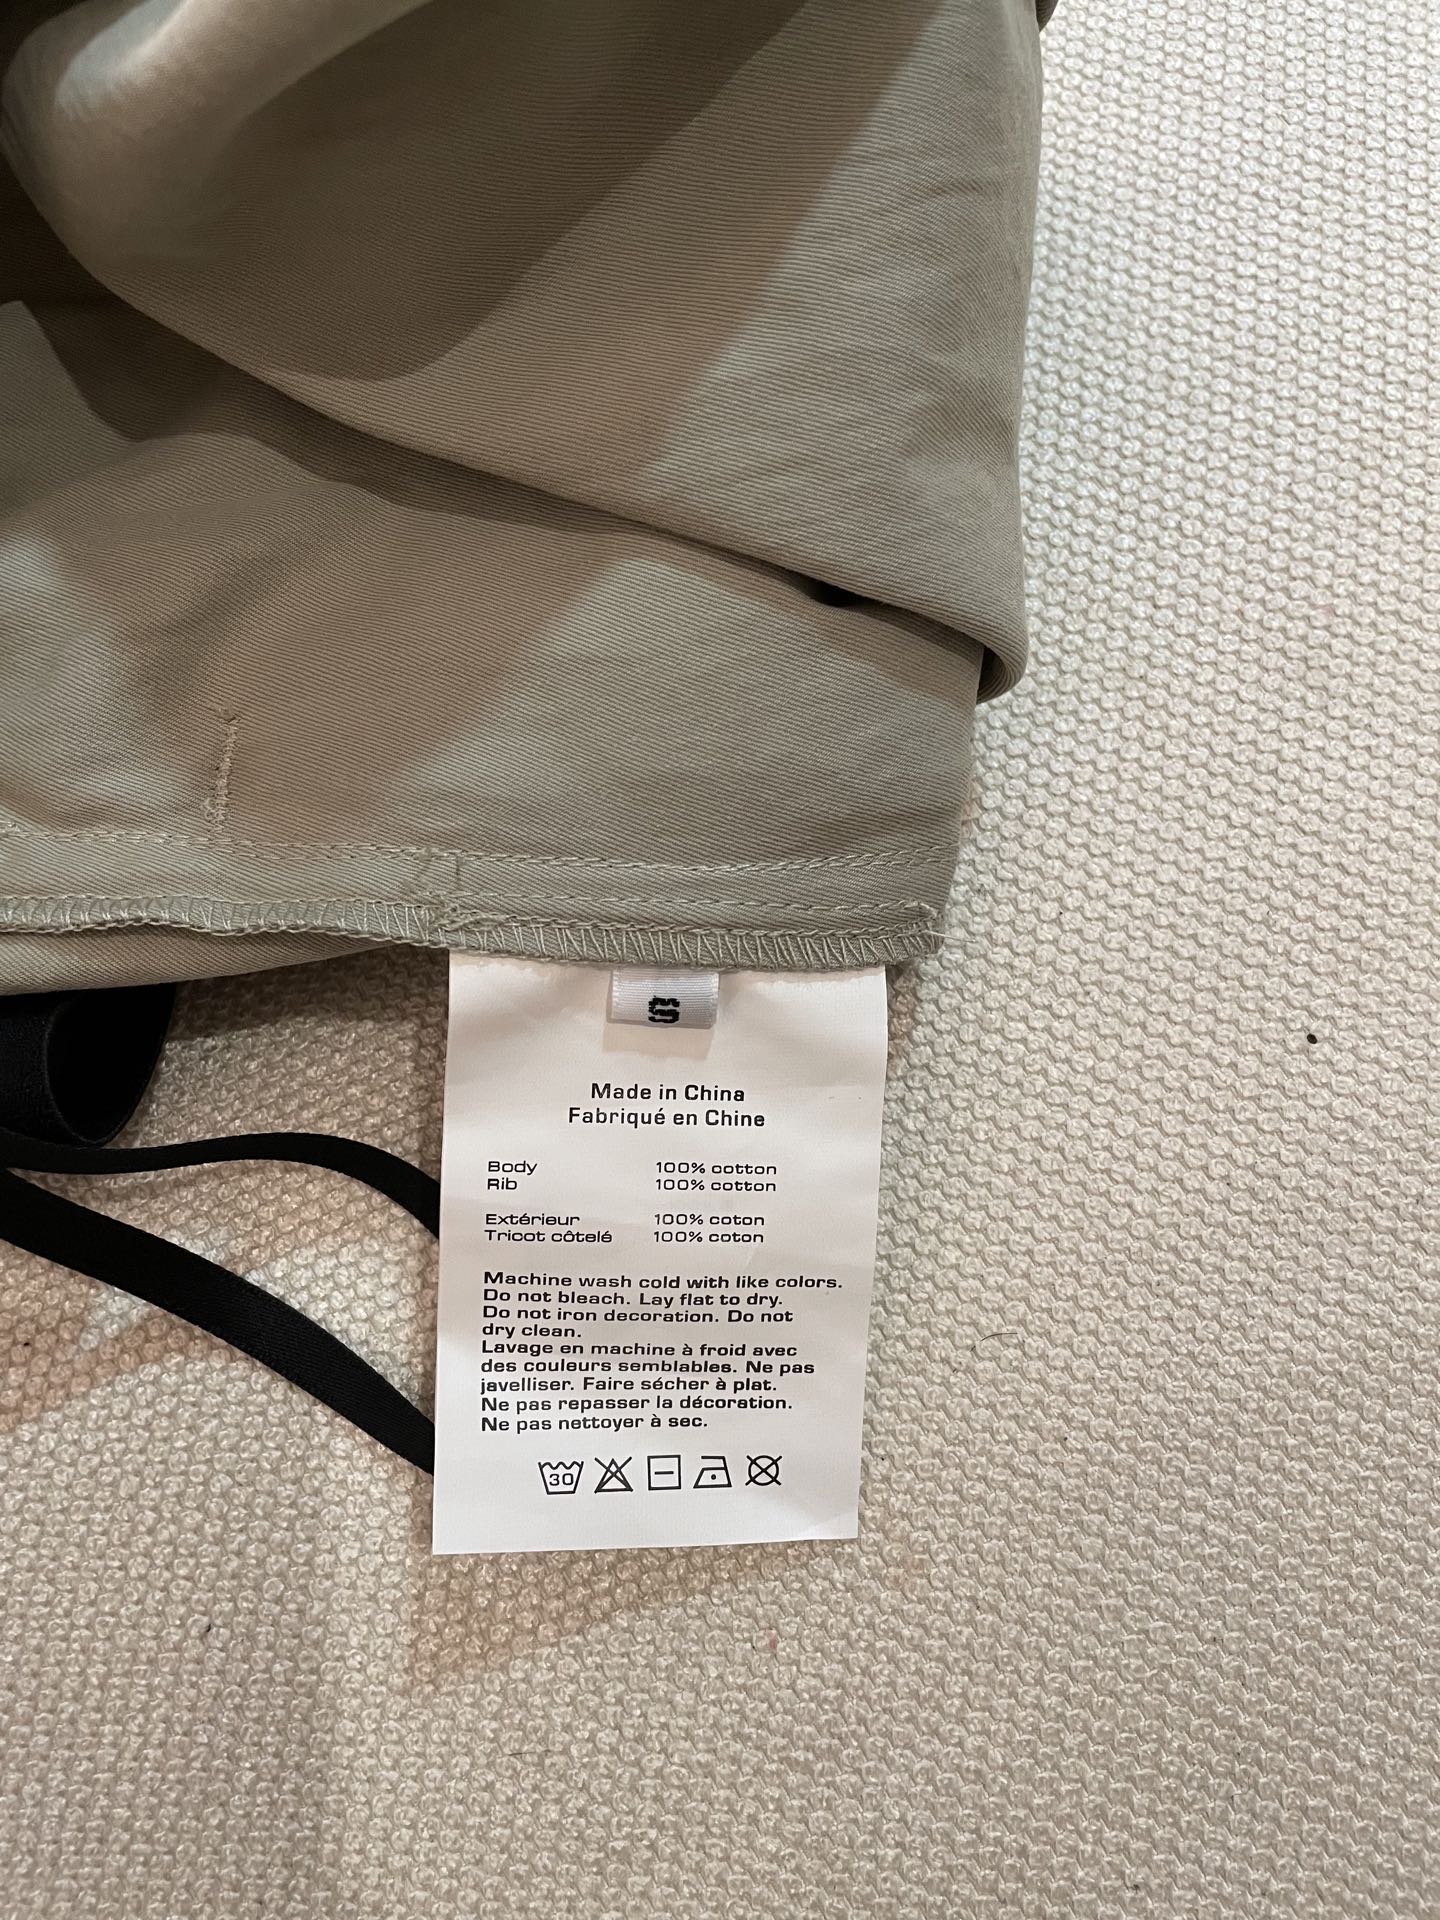 S
Made in China
Fabriqué en Chine
Body 100% cotton
Rib 100% cotton
Extérieur 100% coton
Tricot côtelé 100% coton
Machine wash cold with like colors.
Do not bleach. Lay flat to dry.
Do not iron decoration. Do not
dry clean.
Lavage en machine à froid avec
des couleurs semblables. Ne pas
javelliser. Faire sécher à plat.
Ne pas repasser la décoration.
Ne pas nettoyer à sec.
30